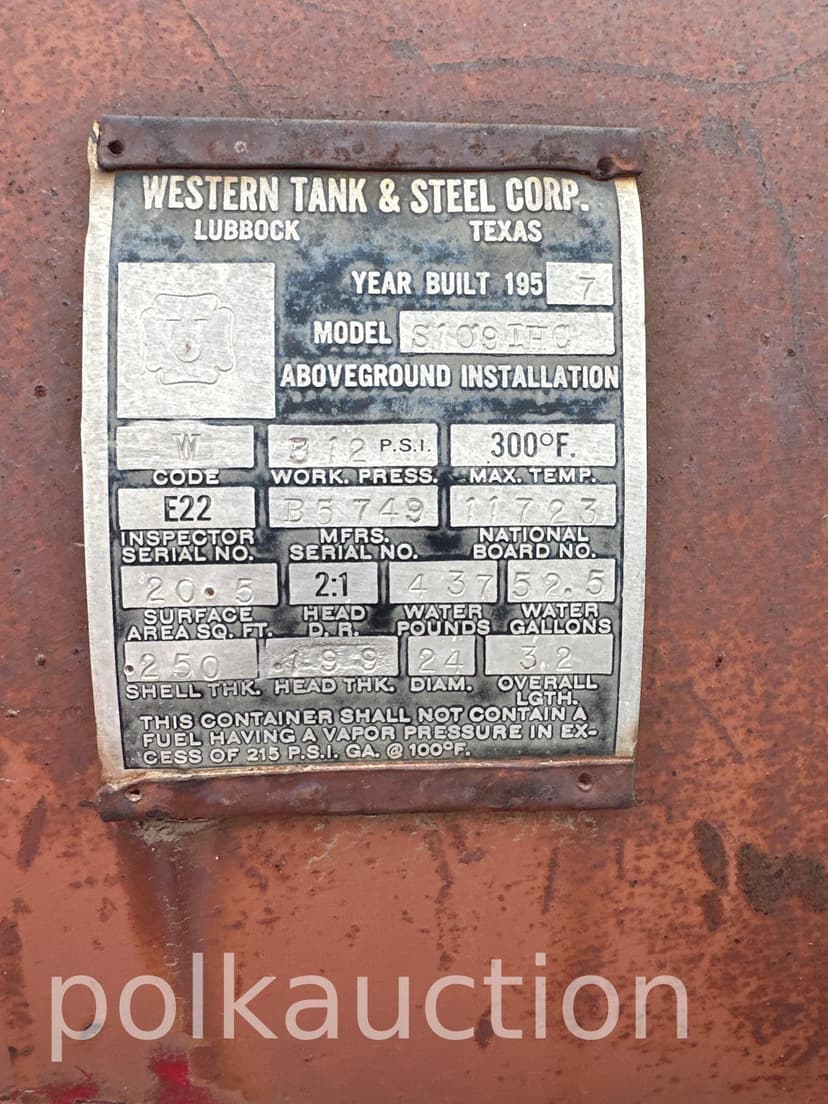 WESTERN TANK & STEEL CORP.
LUBBOCK TEXAS
YEAR BUILT 195 7
U
MODEL S109IHC
ABOVEGROUND INSTALLATION
W 312 P.S.I. 300°F.
CODE WORK. PRESS. MAX. TEMP.
E22 B5749 11723
INSPECTOR SERIAL NO. MFRS. SERIAL NO. NATIONAL BOARD NO.
20.5 2:1 437 52.5
SURFACE AREA SQ. FT. HEAD D.R. WATER POUNDS WATER GALLONS
.250 .199 24 32
SHELL THK. HEAD THK. DIAM. OVERALL LGTH.
THIS CONTAINER SHALL NOT CONTAIN A
FUEL HAVING A VAPOR PRESSURE IN EX-
CESS OF 215 P.S.I. GA. @ 100°F.
polkauction